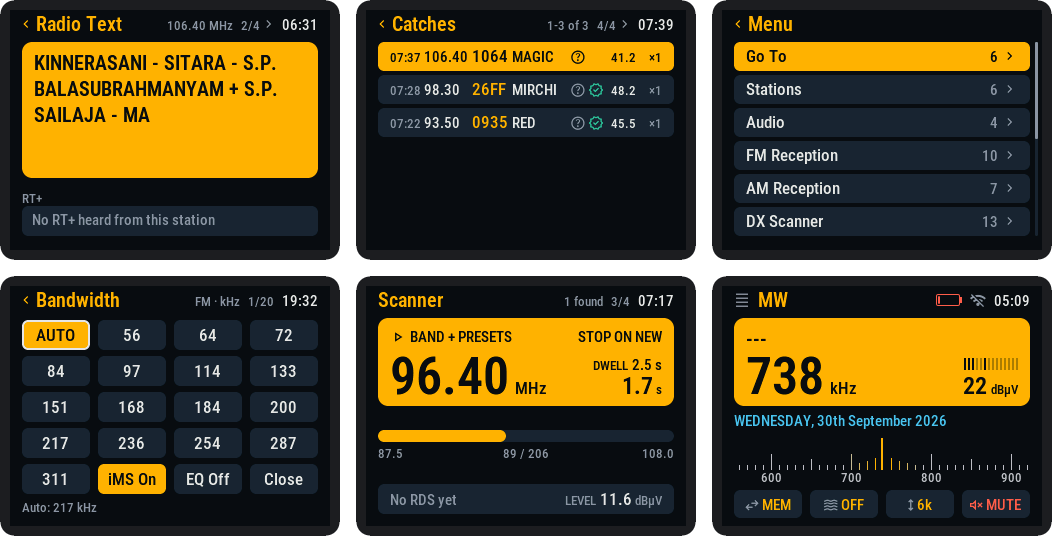 Radio Text 106.40 MHz 2/4 06:31
KINNERASANI - SITARA - S.P.
BALASUBRAHMANYAM + S.P.
SAILAJA - MA
RT+
No RT+ heard from this station
Catches 1-3 of 3 4/4 07:39
07:37 106.40 1064 MAGIC 41.2 ×1
07:28 98.30 26FF MIRCHI 48.2 ×1
07:22 93.50 0935 RED 45.5 ×1
Menu
Go To 6
Stations 6
Audio 4
FM Reception 10
AM Reception 7
DX Scanner 13
Bandwidth FM · kHz 1/20 19:32
AUTO 56 64 72
84 97 114 133
151 168 184 200
217 236 254 287
311 iMS On EQ Off Close
Auto: 217 kHz
Scanner 1 found 3/4 07:17
BAND + PRESETS STOP ON NEW
DWELL 2.5 s
96.40 MHz 1.7 s
87.5 89 / 206 108.0
No RDS yet LEVEL 11.6 dBµV
MW 05:09
---
738 kHz 22 dBµV
WEDNESDAY, 30th September 2026
600 700 800 900
MEM OFF 6k MUTE